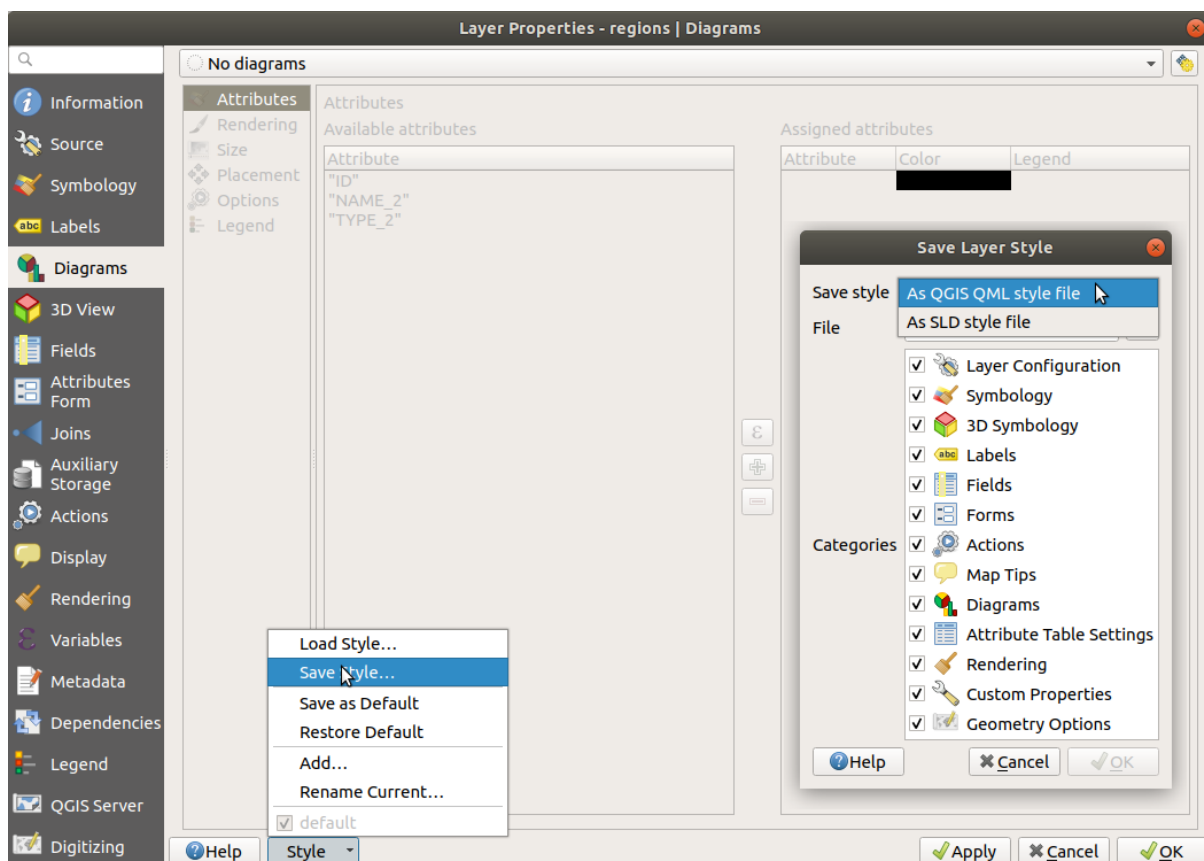 Layer Properties - regions | Diagrams
No diagrams
Information
Source
Symbology
abc Labels
Diagrams
3D View
Fields
Attributes
Form
Joins
Auxiliary
Storage
Actions
Display
Rendering
Variables
Metadata
Dependencies
Legend
QGIS Server
Digitizing
Attributes
Rendering
Size
Placement
Options
Legend
Attributes
Available attributes
Attribute
"ID"
"NAME_2"
"TYPE_2"
Assigned attributes
Attribute Color Legend
Save Layer Style
Save style As QGIS QML style file
As SLD style file
File
Categories
Layer Configuration
Symbology
3D Symbology
abc Labels
Fields
Forms
Actions
Map Tips
Diagrams
Attribute Table Settings
Rendering
Custom Properties
Geometry Options
Help Cancel OK
Load Style...
Save Style...
Save as Default
Restore Default
Add...
Rename Current...
default
Help Style Apply Cancel OK